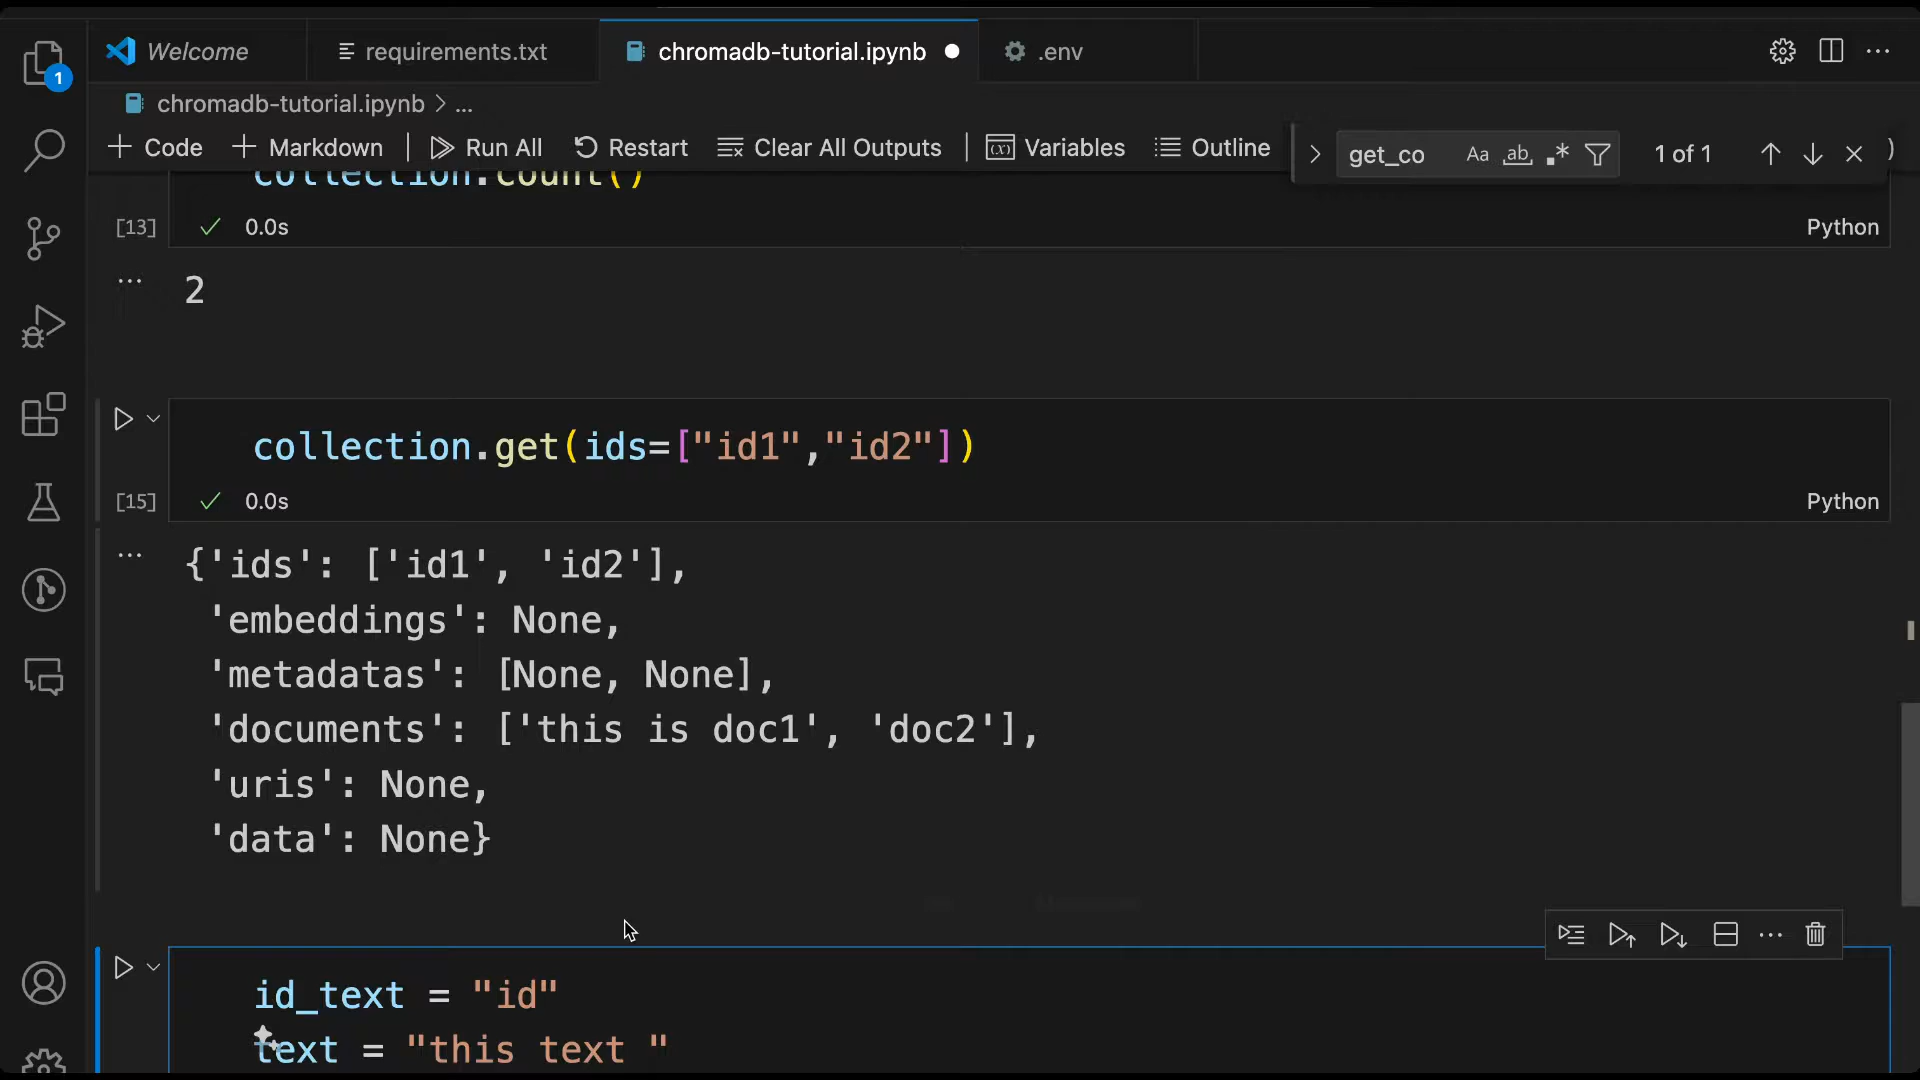 Welcome
requirements.txt
chromadb-tutorial.ipynb
.env
1
chromadb-tutorial.ipynb > ...
+ Code
+ Markdown
Run All
Restart
Clear All Outputs
Variables
Outline
get_co
Aa
ab
.*
1 of 1
collection.count()
[13]
0.0s
Python
2
collection.get(ids=["id1","id2"])
[15]
0.0s
Python
{'ids': ['id1', 'id2'],
'embeddings': None,
'metadatas': [None, None],
'documents': ['this is doc1', 'doc2'],
'uris': None,
'data': None}
id_text = "id"
text = "this text "